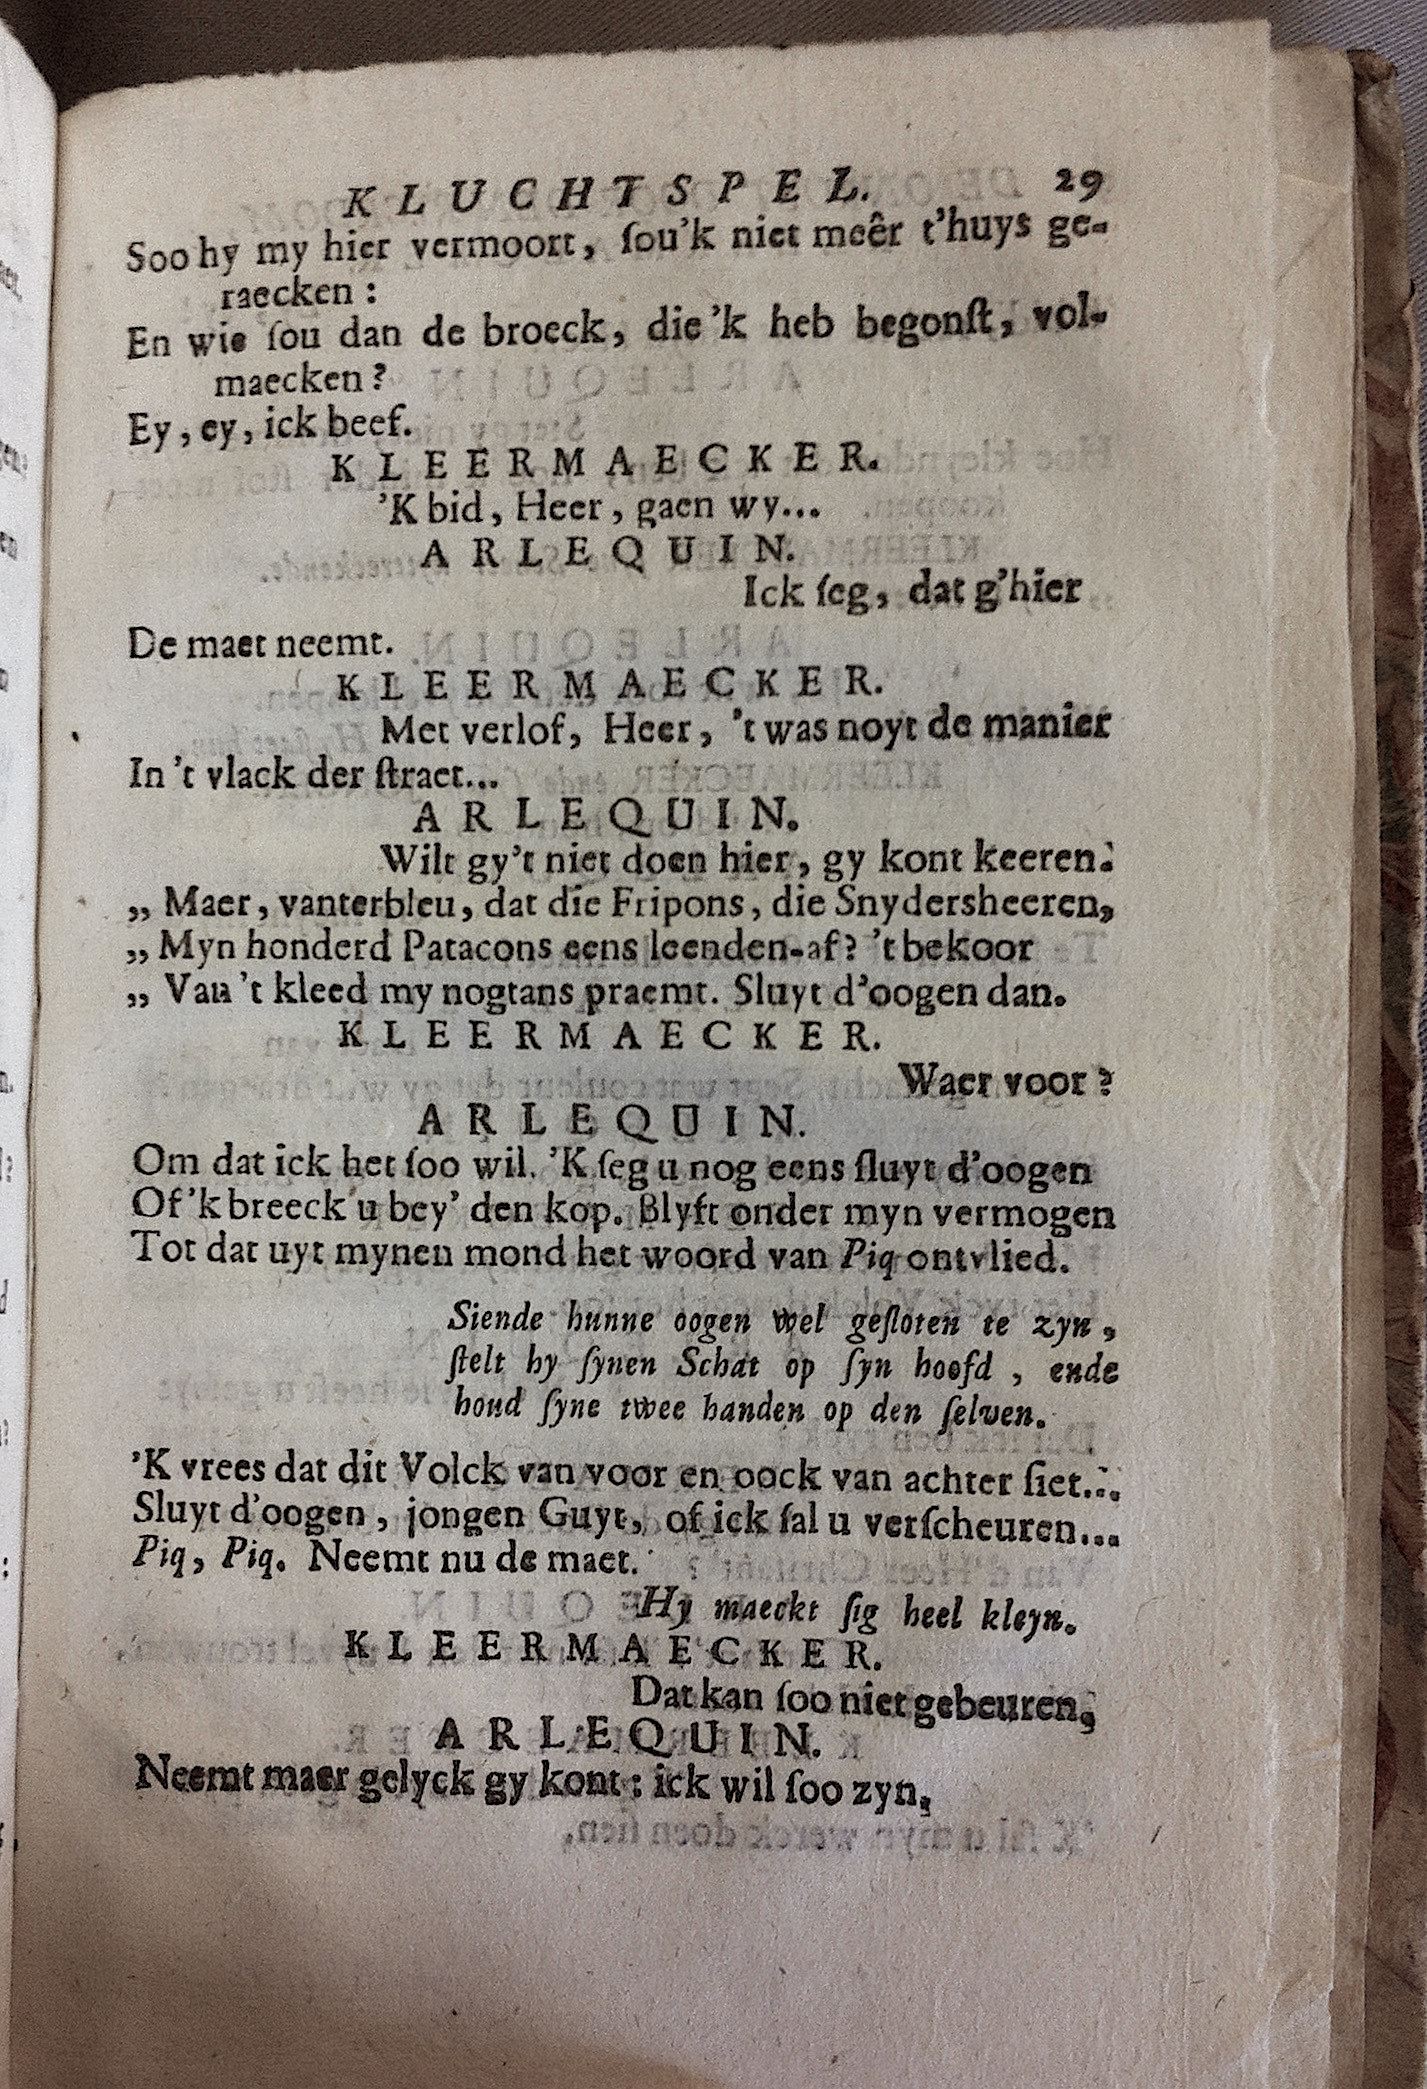 KLUCHTSPEL. 29
Soo hy my hier vermoort, ſou'k niet meêr t'huys ge-
raecken:
En wie ſou dan de broeck, die 'k heb begonſt, vol-
maecken?
Ey, ey, ick beef.
KLEERMAECKER.
'K bid, Heer, gaen wy...
ARLEQUIN.
Ick ſeg, dat g'hier
De maet neemt.
KLEERMAECKER.
Met verlof, Heer, 't was noyt de manier
In 't vlack der ſtraet...
ARLEQUIN.
Wilt gy't niet doen hier, gy kont keeren.
„ Maer, vanterbleu, dat die Fripons, die Snydersheeren,
„ Myn honderd Patacons eens leenden-af? 't bekoor
„ Van 't kleed my nogtans praemt. Sluyt d'oogen dan.
KLEERMAECKER.
Waer voor?
ARLEQUIN.
Om dat ick het ſoo wil. 'K ſeg u nog eens ſluyt d'oogen
Of 'k breeck u bey' den kop. Blyft onder myn vermogen
Tot dat uyt mynen mond het woord van Piq ontvlied.
Siende hunne oogen wel geſloten te zyn,
ſtelt hy ſynen Schat op ſyn hoofd, ende
houd ſyne twee handen op den ſelven.
'K vrees dat dit Volck van voor en oock van achter ſiet...
Sluyt d'oogen, jongen Guyt, of ick ſal u verſcheuren...
Piq, Piq. Neemt nu de maet.
Hy maeckt ſig heel kleyn.
KLEERMAECKER.
Dat kan ſoo niet gebeuren,
ARLEQUIN.
Neemt maer gelyck gy kont: ick wil ſoo zyn,